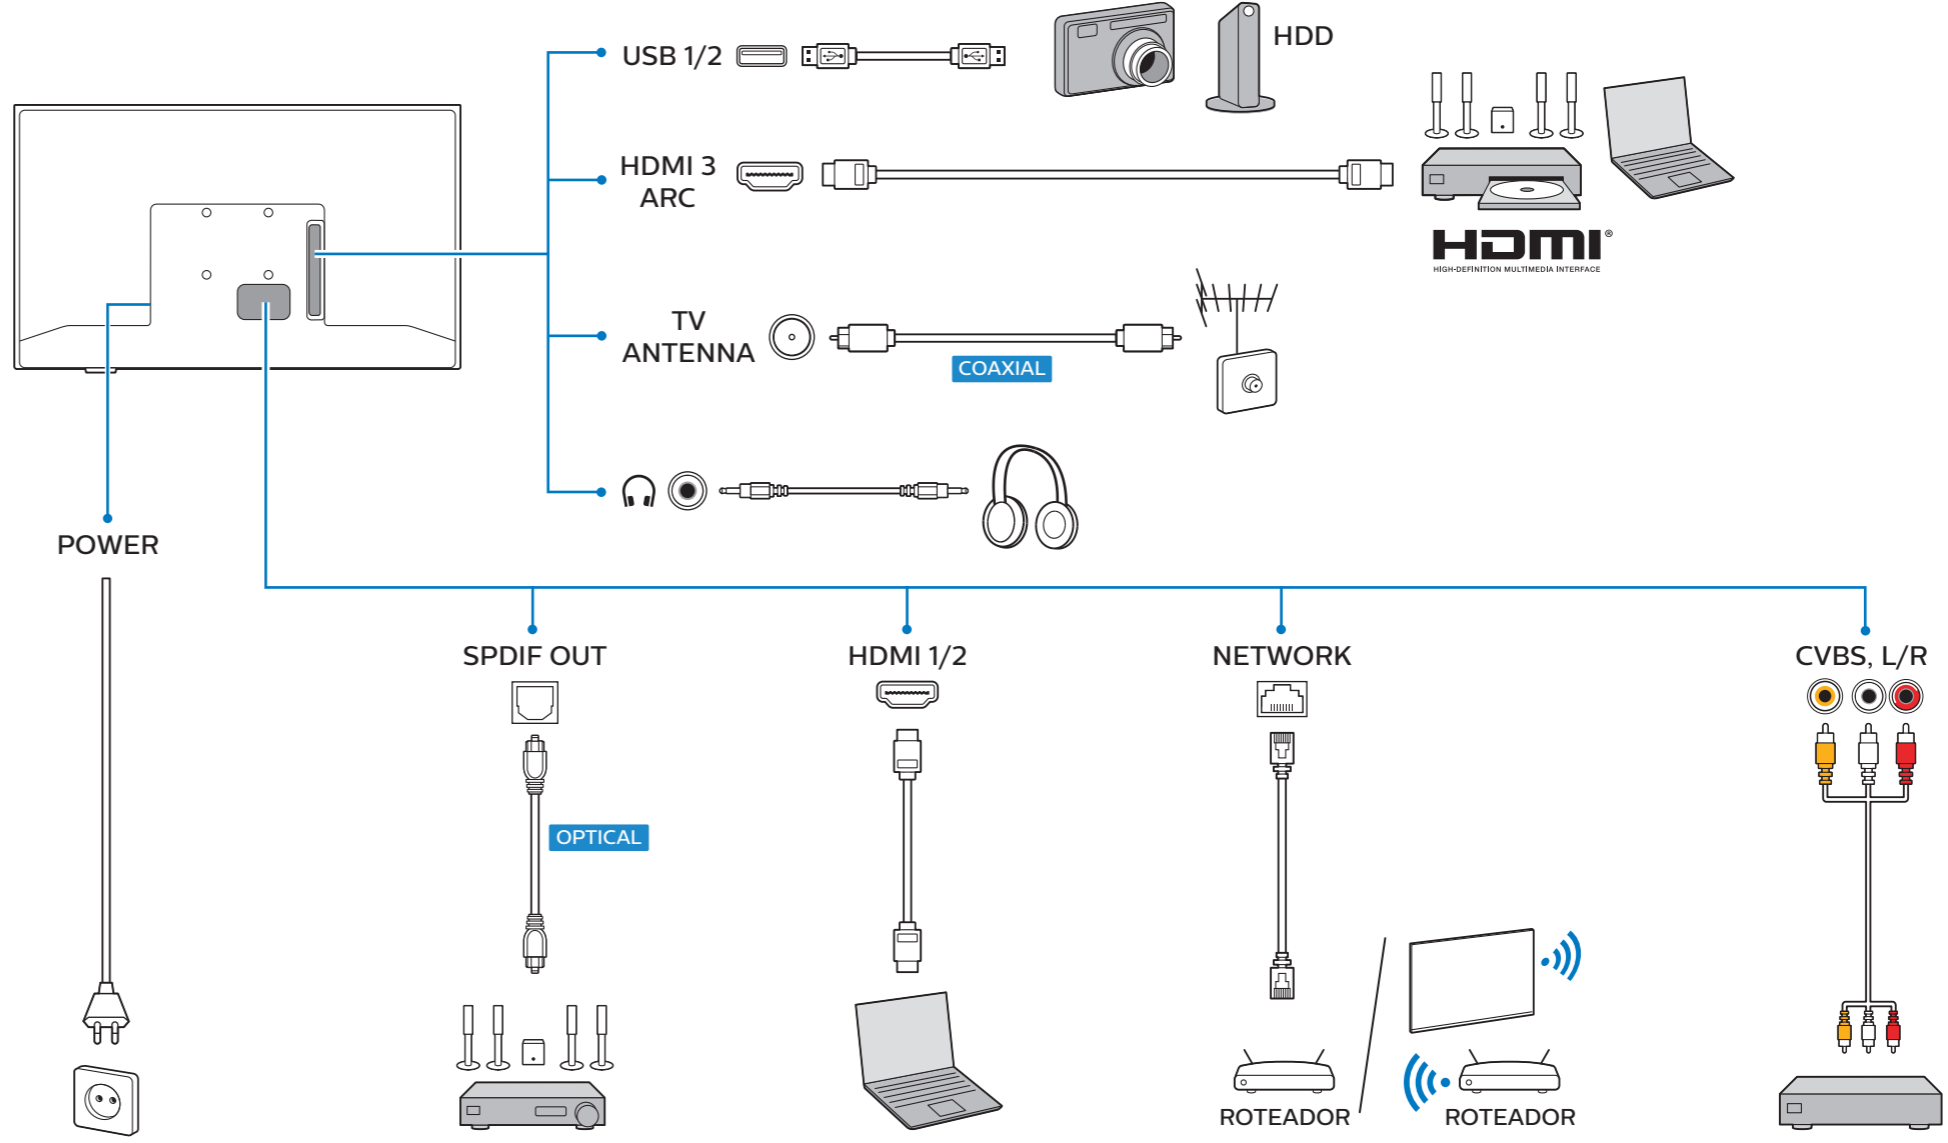 USB 1/2
HDD
HDMI 3
ARC
HDMI®
HIGH-DEFINITION MULTIMEDIA INTERFACE
TV
ANTENNA
COAXIAL
POWER
SPDIF OUT
HDMI 1/2
NETWORK
CVBS, L/R
OPTICAL
ROTEADOR
ROTEADOR